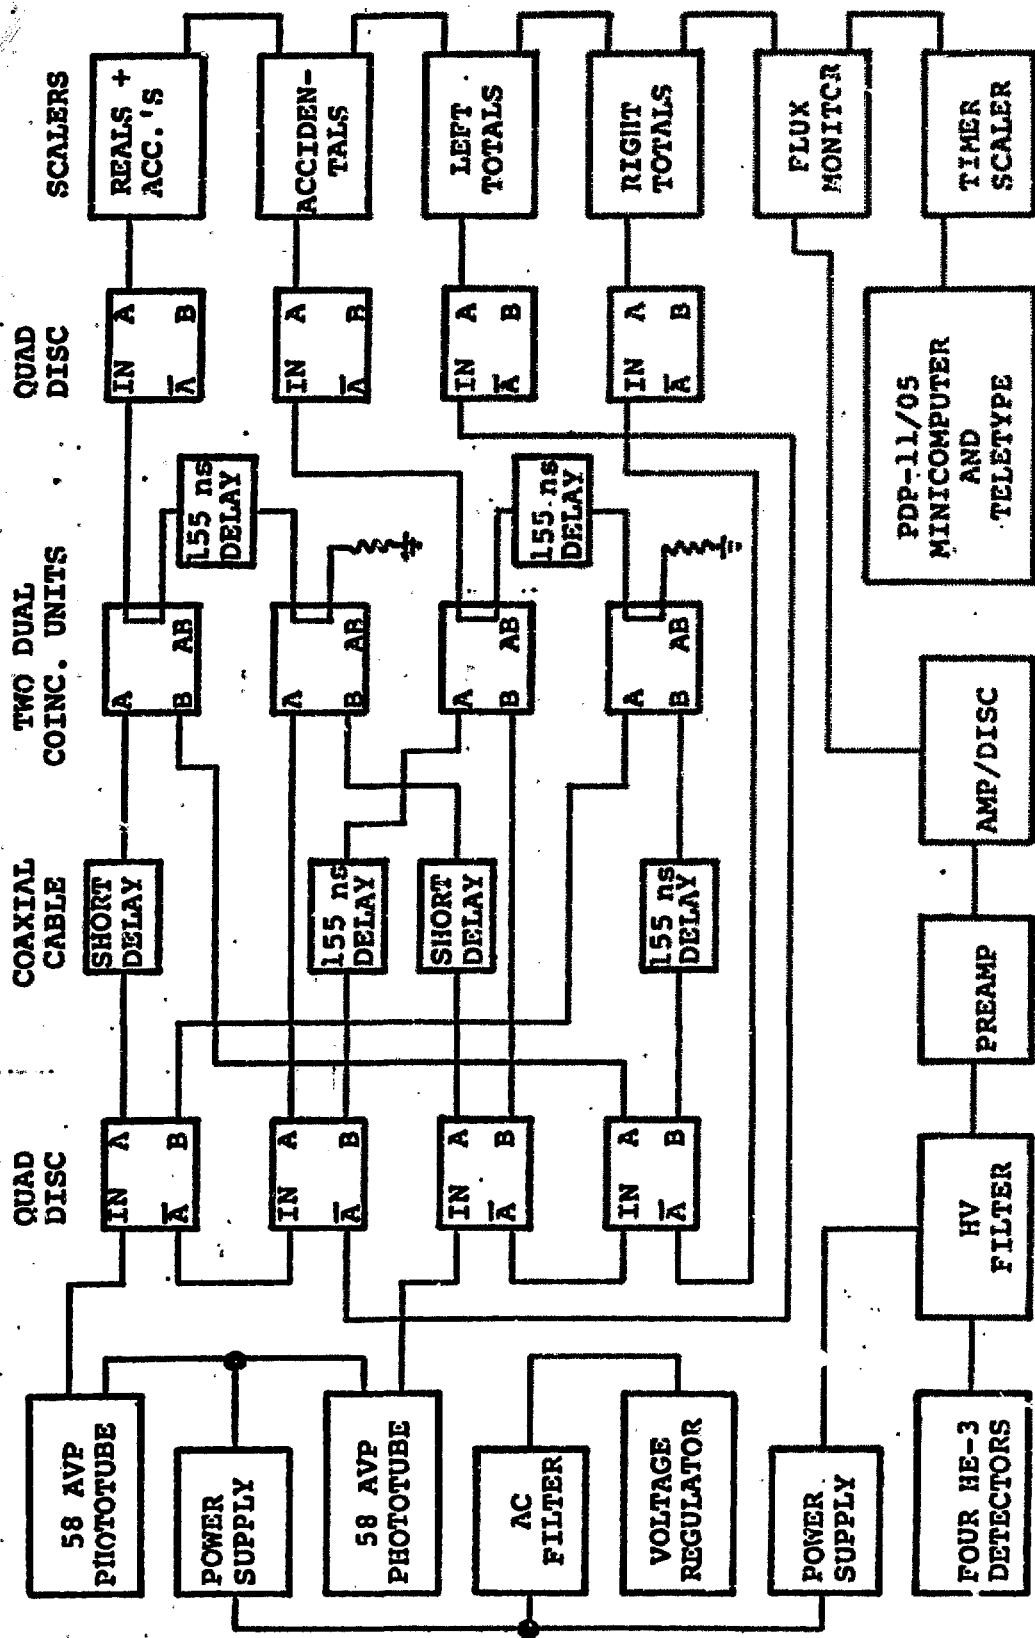 SCALERS
REALS +
ACC.'S
ACCIDEN-
TALS
LEFT
TOTALS
RIGHT
TOTALS
FLUX
MONITOR
TIMER
SCALER
QUAD
DISC
IN A
A̅ B
IN A
A̅ B
IN A
A̅ B
IN A
A̅ B
PDP-11/05
MINICOMPUTER
AND
TELETYPE
TWO DUAL
COINC. UNITS
155 ns
DELAY
155 ns
DELAY
A
B AB
A
B AB
A
B AB
A
B AB
COAXIAL
CABLE
SHORT
DELAY
155 ns
DELAY
SHORT
DELAY
155 ns
DELAY
AMP/DISC
PREAMP
QUAD
DISC
IN A
A̅ B
IN A
A̅ B
IN A
A̅ B
IN A
A̅ B
HV
FILTER
58 AVP
PHOTOTUBE
POWER
SUPPLY
58 AVP
PHOTOTUBE
AC
FILTER
VOLTAGE
REGULATOR
POWER
SUPPLY
FOUR HE-3
DETECTORS